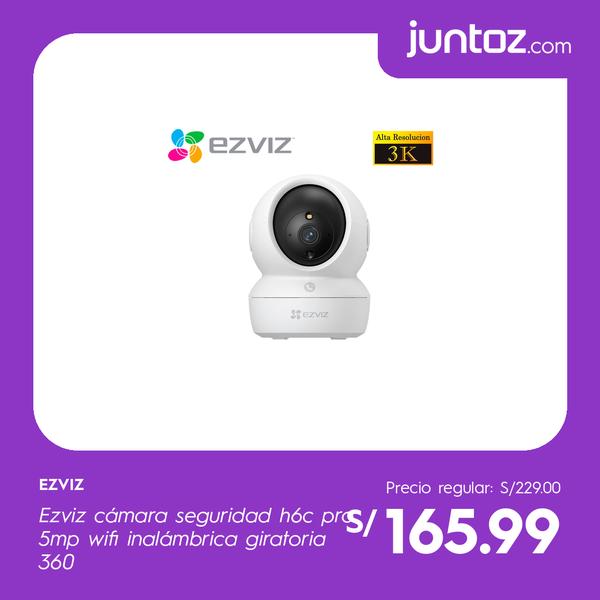 juntoz.com
ezviz
Alta Resolucion
3K
ezviz
EZVIZ
Ezviz cámara seguridad h6c pro
5mp wifi inalámbrica giratoria
360
Precio regular: S/229.00
S/ 165.99